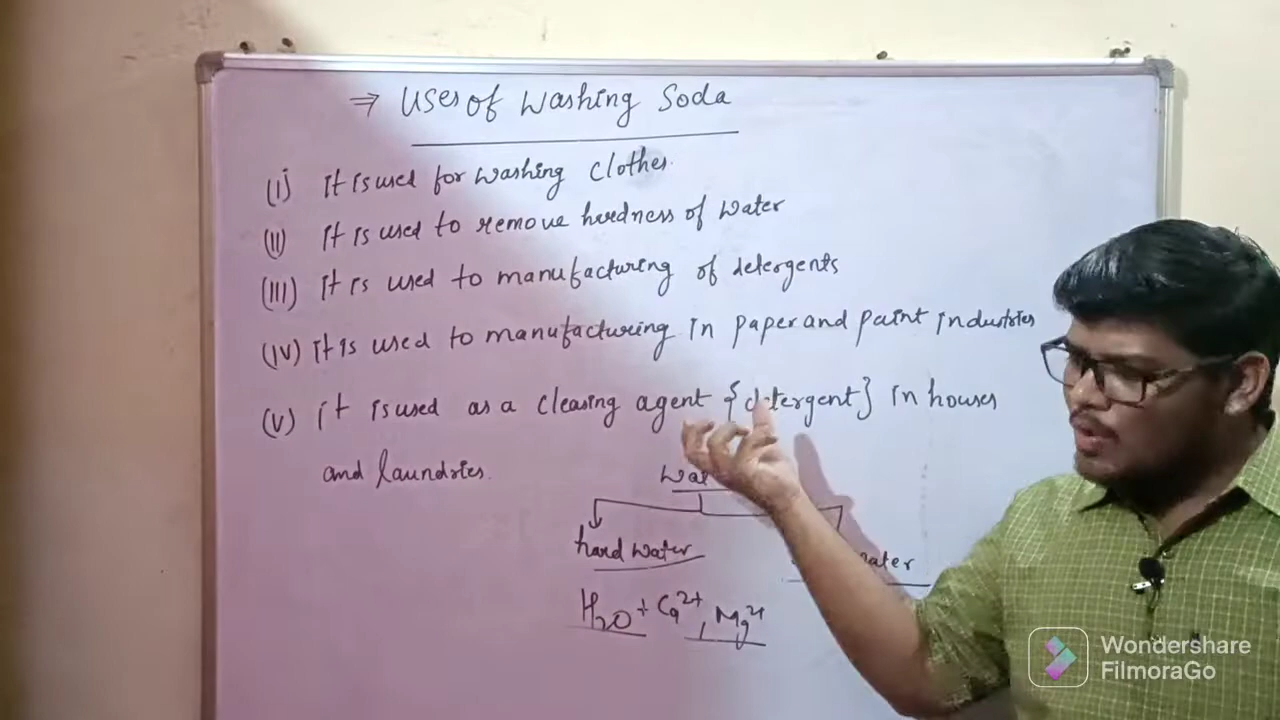 ⇒ Uses of Washing Soda
(i) It is used for washing clothes.
(ii) It is used to remove hardness of water
(iii) It is used to manufacturing of detergents
(iv) It is used to manufacturing in paper and paint industries
(v) It is used as a cleasing agent {detergent} in houses
and laundries.
hard water
water
H₂O + Ca²⁺, Mg²⁺
Wondershare
FilmoraGo